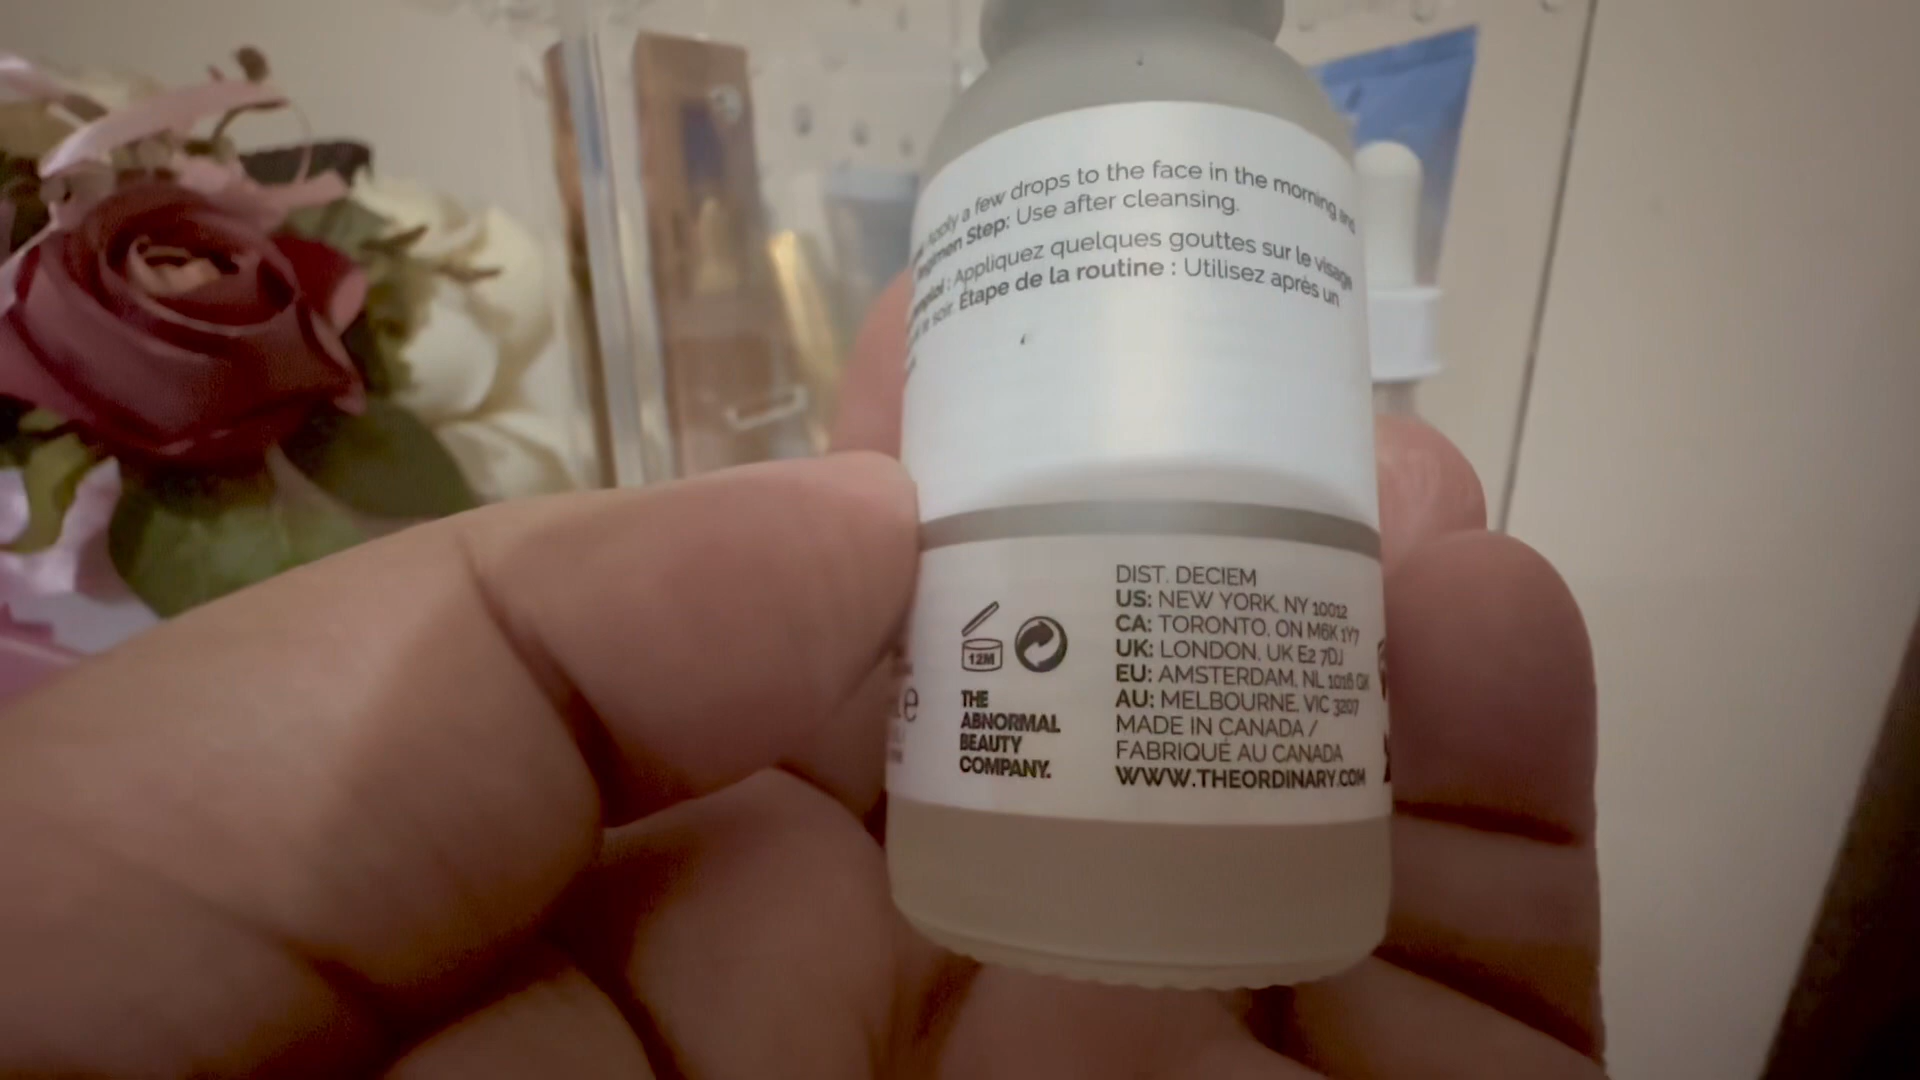 Apply a few drops to the face in the morning and
Regimen Step: Use after cleansing.
Appliquez quelques gouttes sur le visage
le soir. Étape de la routine : Utilisez après un
12M
THE
ABNORMAL
BEAUTY
COMPANY.
DIST. DECIEM
US: NEW YORK, NY 10012
CA: TORONTO, ON M6K 1Y7
UK: LONDON, UK E2 7DJ
EU: AMSTERDAM, NL 1016 GK
AU: MELBOURNE, VIC 3207
MADE IN CANADA /
FABRIQUÉ AU CANADA
WWW.THEORDINARY.COM